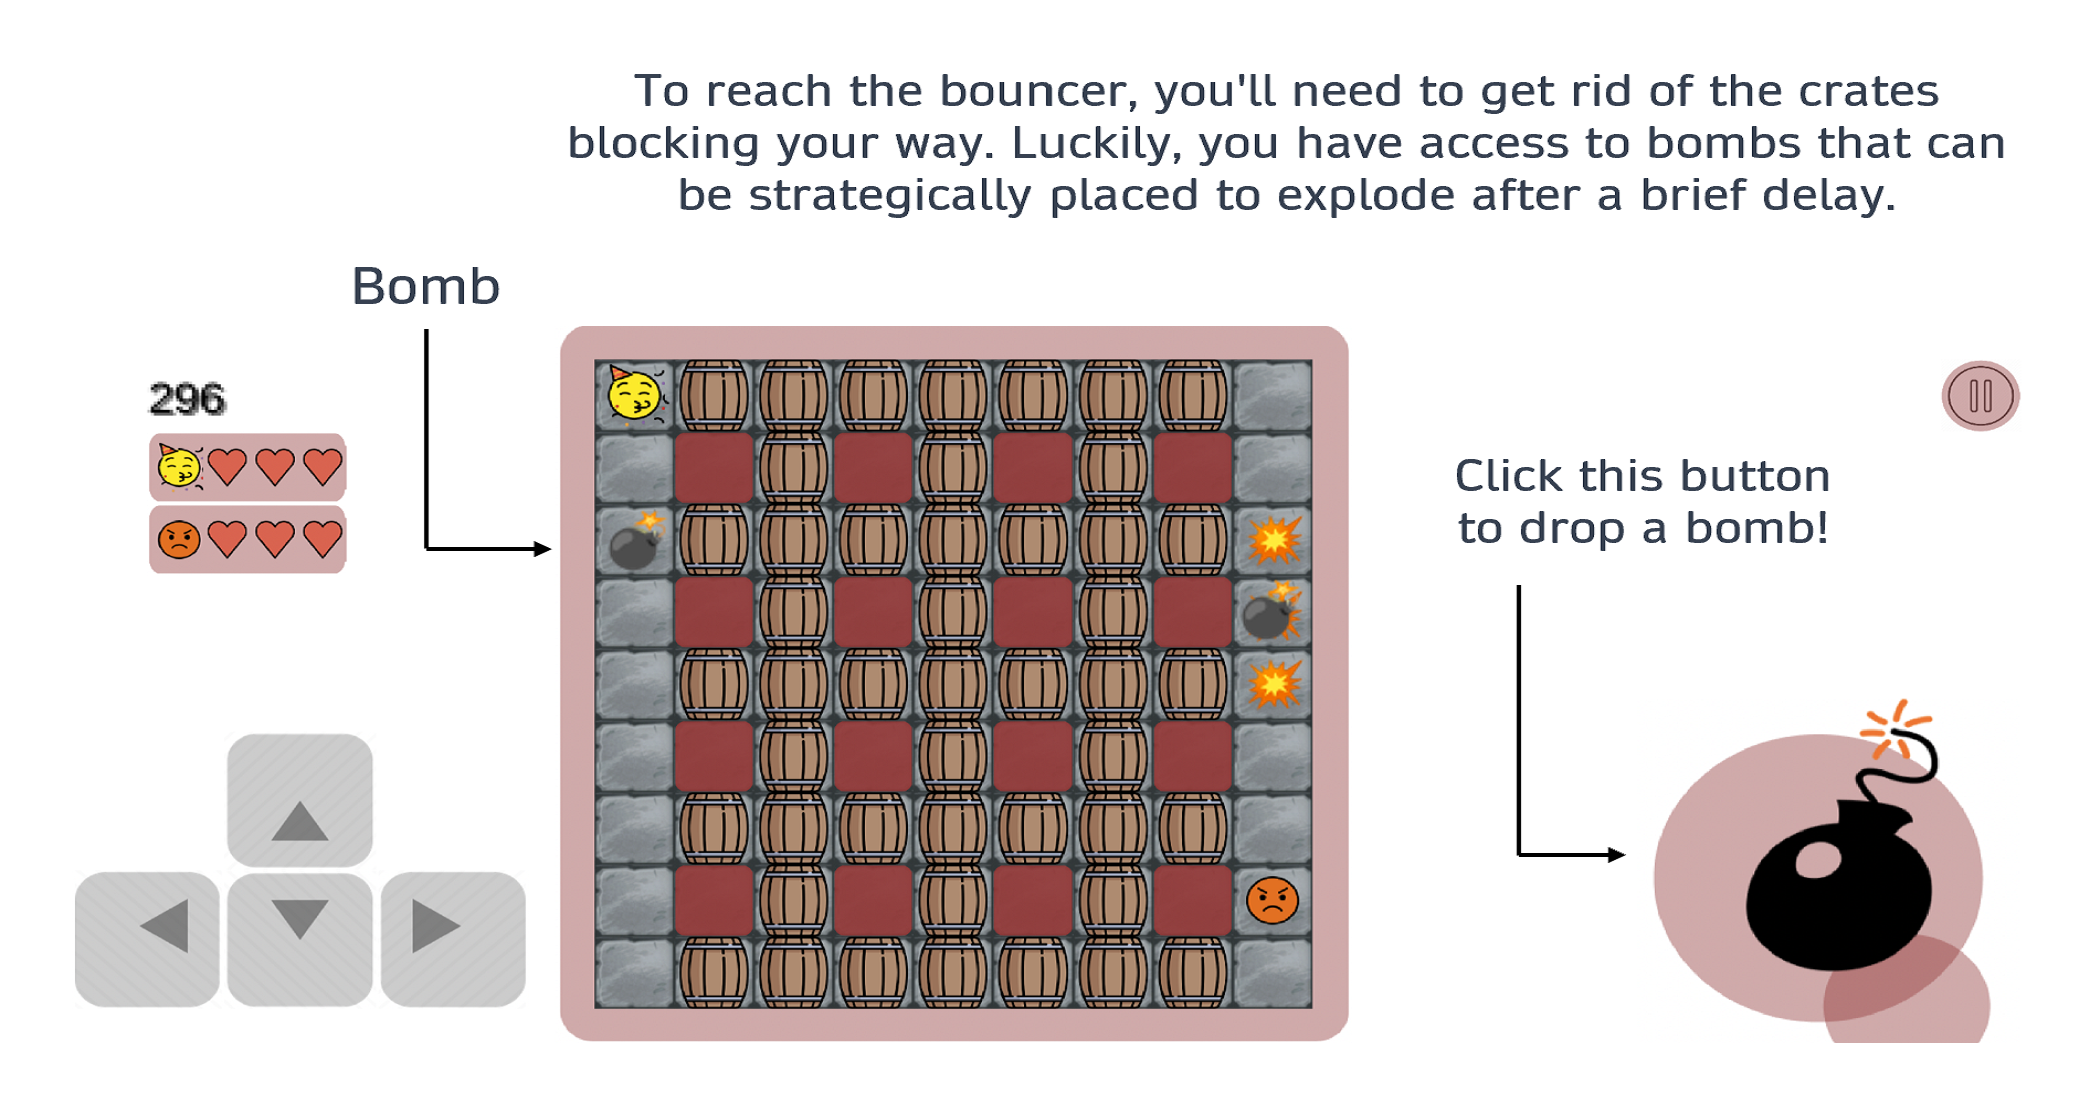 To reach the bouncer, you'll need to get rid of the crates
blocking your way. Luckily, you have access to bombs that can
be strategically placed to explode after a brief delay.
Bomb
296
Click this button
to drop a bomb!